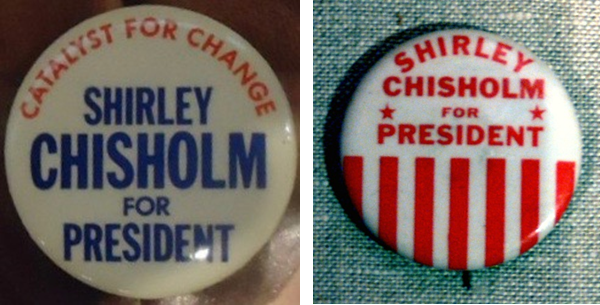 CATALYST FOR CHANGE
SHIRLEY
CHISHOLM
FOR
PRESIDENT
SHIRLEY
CHISHOLM
FOR
PRESIDENT